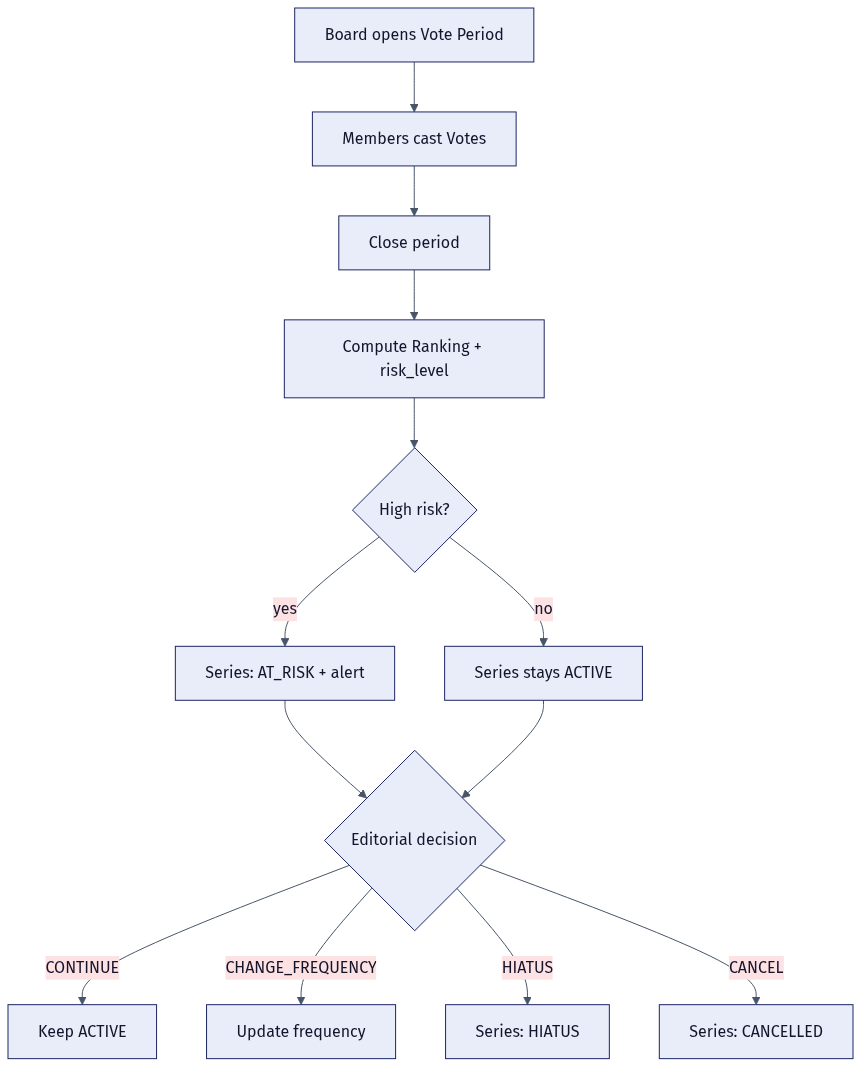 Board opens Vote Period
Members cast Votes
Close period
Compute Ranking +
risk_level
High risk?
yes
no
Series: AT_RISK + alert
Series stays ACTIVE
Editorial decision
CONTINUE
CHANGE_FREQUENCY
HIATUS
CANCEL
Keep ACTIVE
Update frequency
Series: HIATUS
Series: CANCELLED